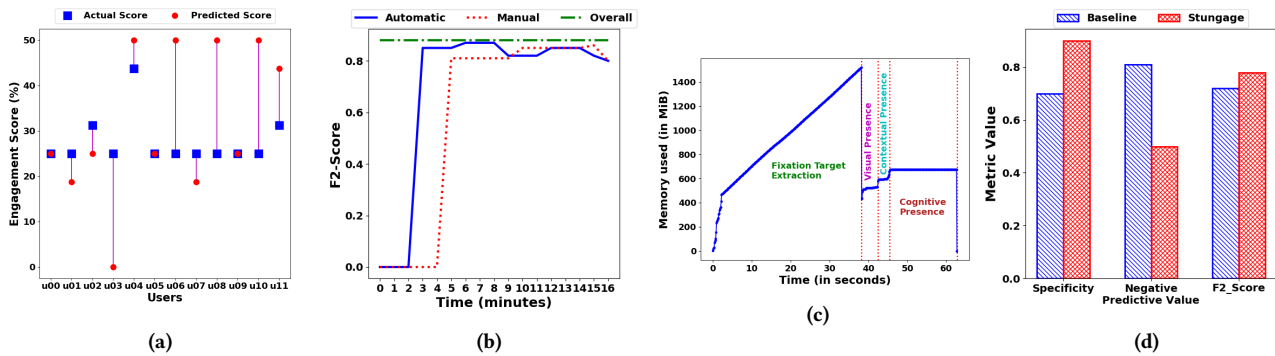 Actual Score Predicted Score
50
40
30
20
10
0
Engagement Score (%)
u00 u01 u02 u03 u04 u05 u06 u07 u08 u09 u10 u11
Users
(a)
Automatic Manual Overall
0.8
0.6
0.4
0.2
0.0
F2-Score
0 1 2 3 4 5 6 7 8 9 10 11 12 13 14 15 16
Time (minutes)
(b)
1400
1200
1000
800
600
400
200
0
Memory used (in MiB)
Fixation Target
Extraction
Visual Presence
Contextual Presence
Cognitive
Presence
0 10 20 30 40 50 60
Time (in seconds)
(c)
Baseline Stungage
0.8
0.6
0.4
0.2
0.0
Metric Value
Specificity Negative F2_Score
Predictive Value
(d)